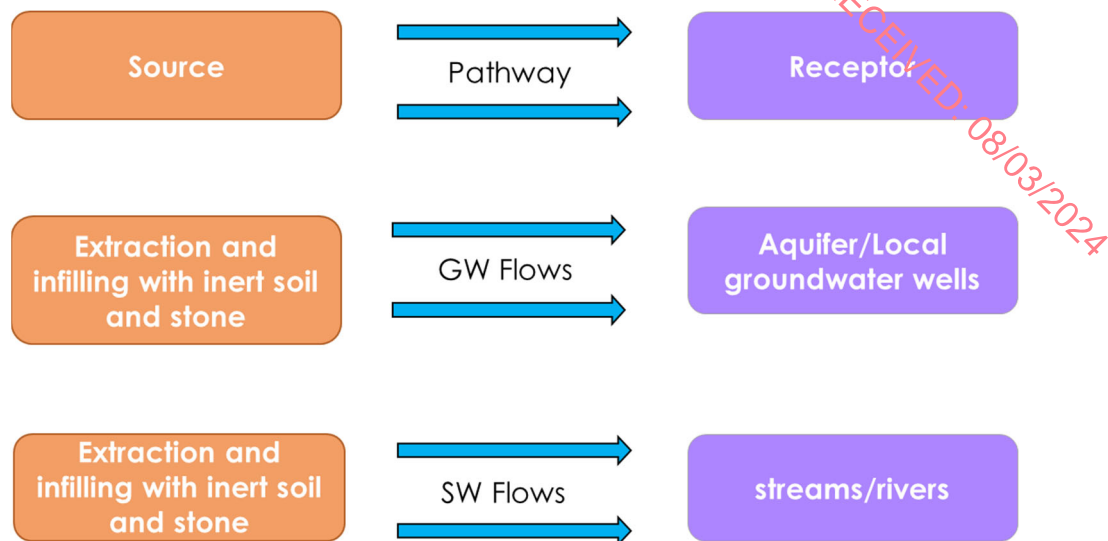 Source
Pathway
Receptor
RECEIVED: 08/03/2024
Extraction and
infilling with inert soil
and stone
GW Flows
Aquifer/Local
groundwater wells
Extraction and
infilling with inert soil
and stone
SW Flows
streams/rivers